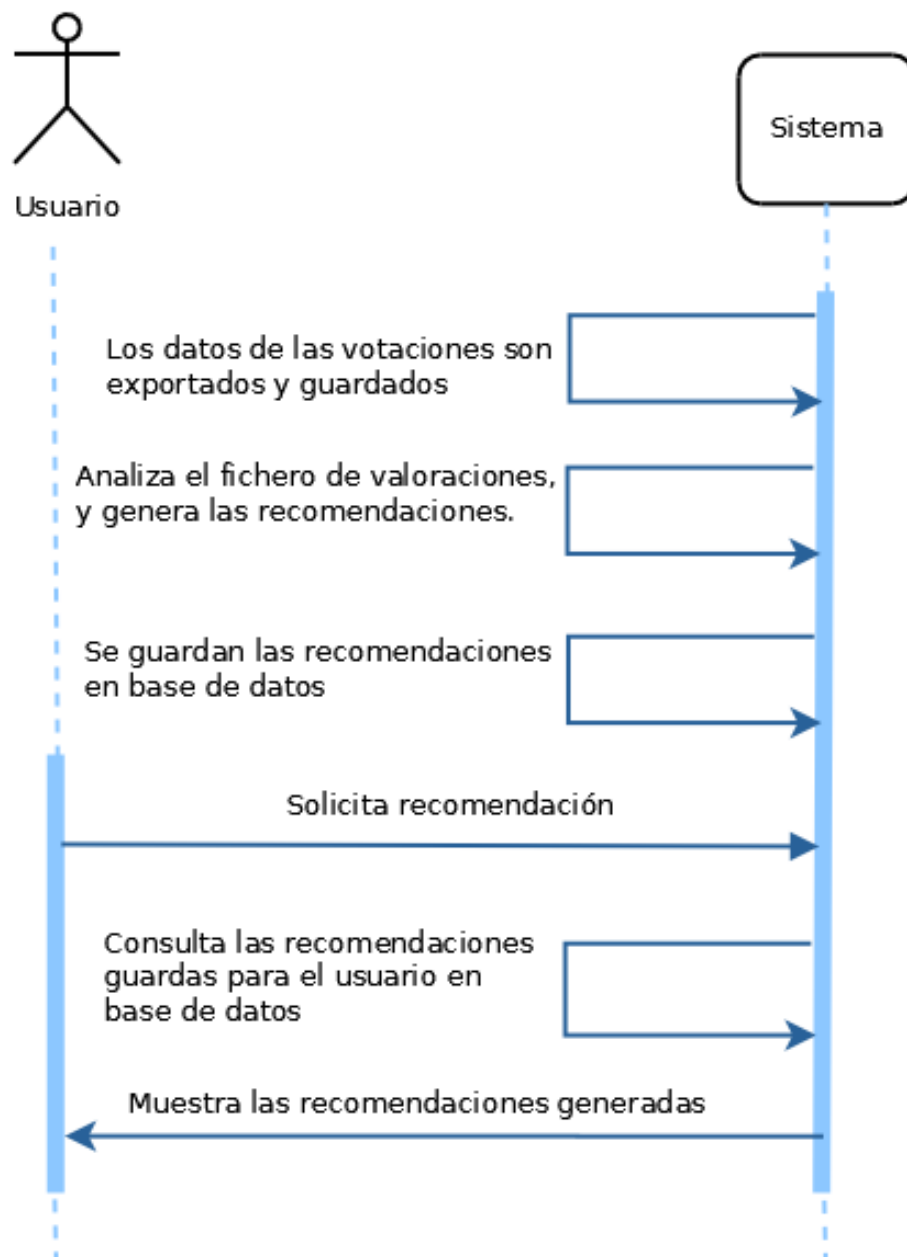 Usuario
Sistema
Los datos de las votaciones son
exportados y guardados
Analiza el fichero de valoraciones,
y genera las recomendaciones.
Se guardan las recomendaciones
en base de datos
Solicita recomendación
Consulta las recomendaciones
guardas para el usuario en
base de datos
Muestra las recomendaciones generadas